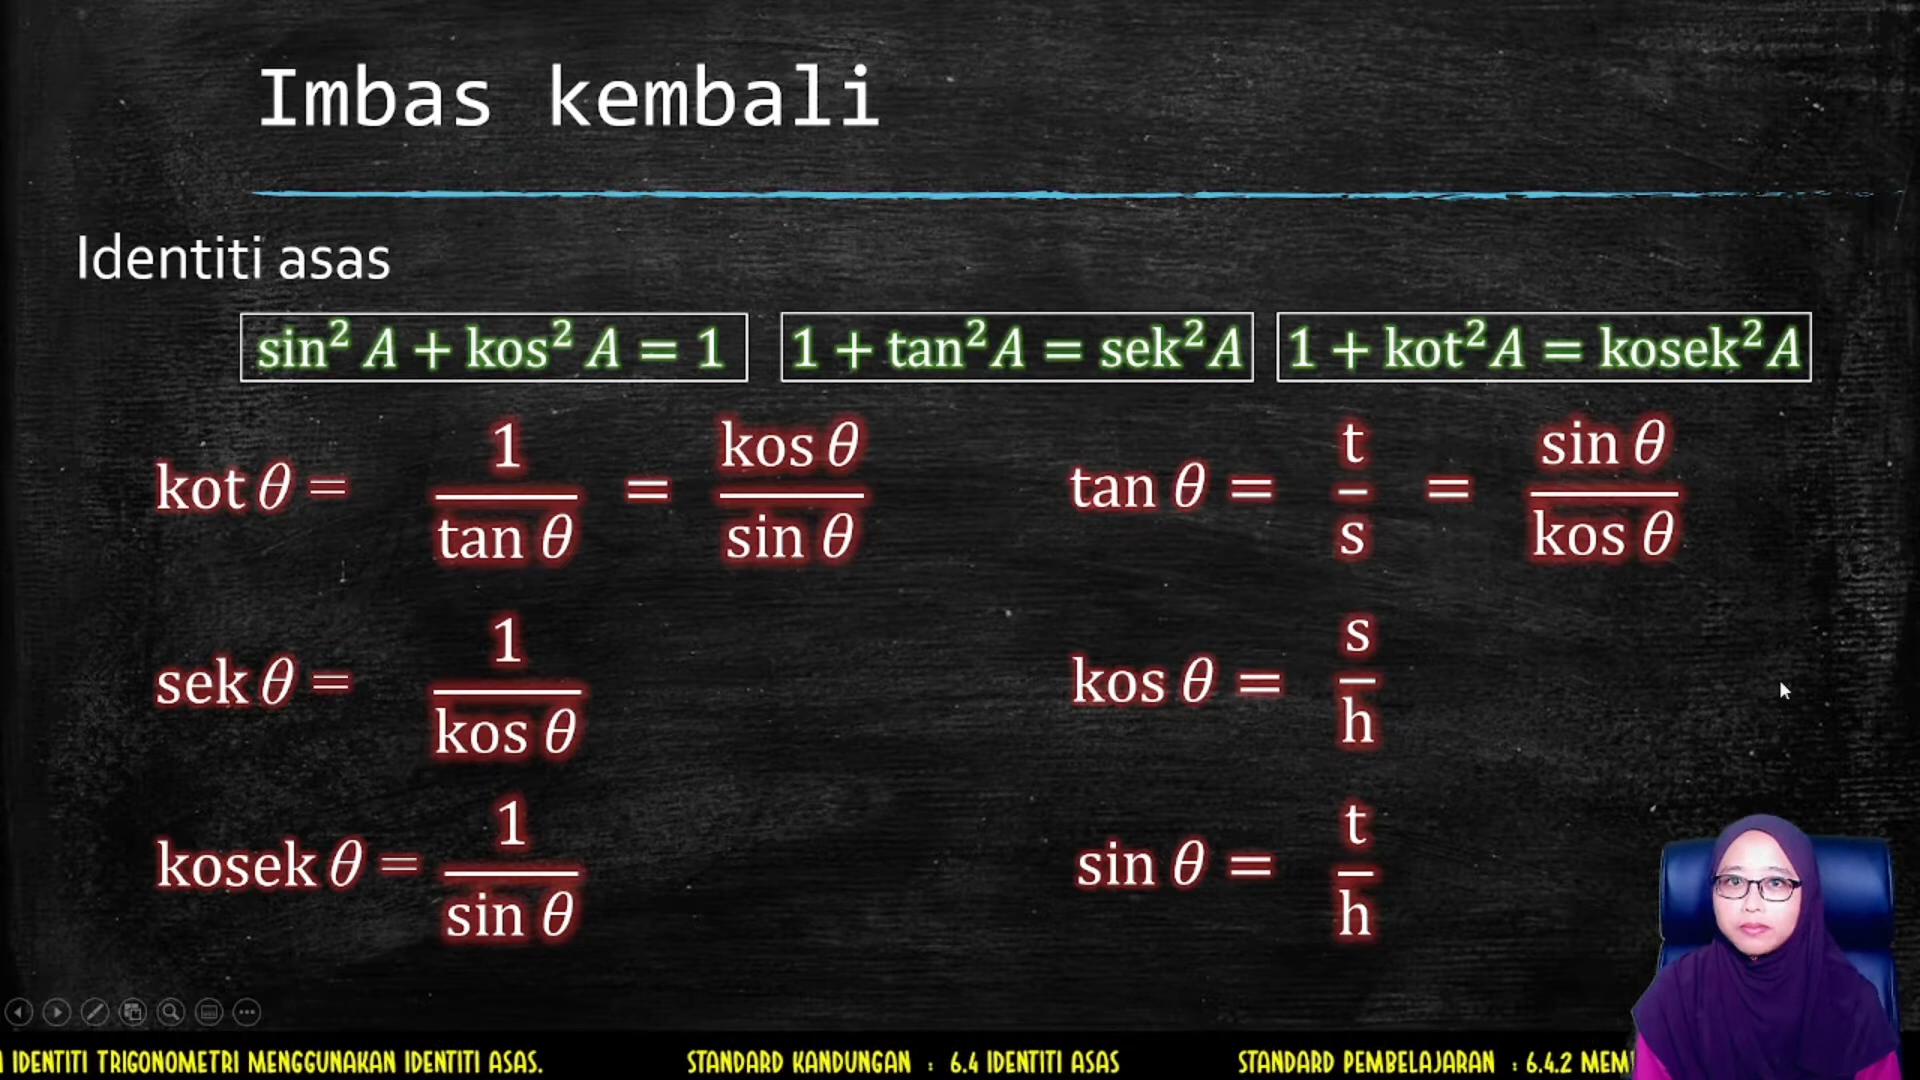 Imbas kembali
Identiti asas
sin² A + kos² A = 1
1 + tan² A = sek² A
1 + kot² A = kosek² A
kot θ = 1/tan θ = kos θ/sin θ
tan θ = t/s = sin θ/kos θ
sek θ = 1/kos θ
kos θ = s/h
kosek θ = 1/sin θ
sin θ = t/h
IDENTITI TRIGONOMETRI MENGGUNAKAN IDENTITI ASAS. STANDARD KANDUNGAN : 6.4 IDENTITI ASAS STANDARD PEMBELAJARAN : 6.4.2 MEM